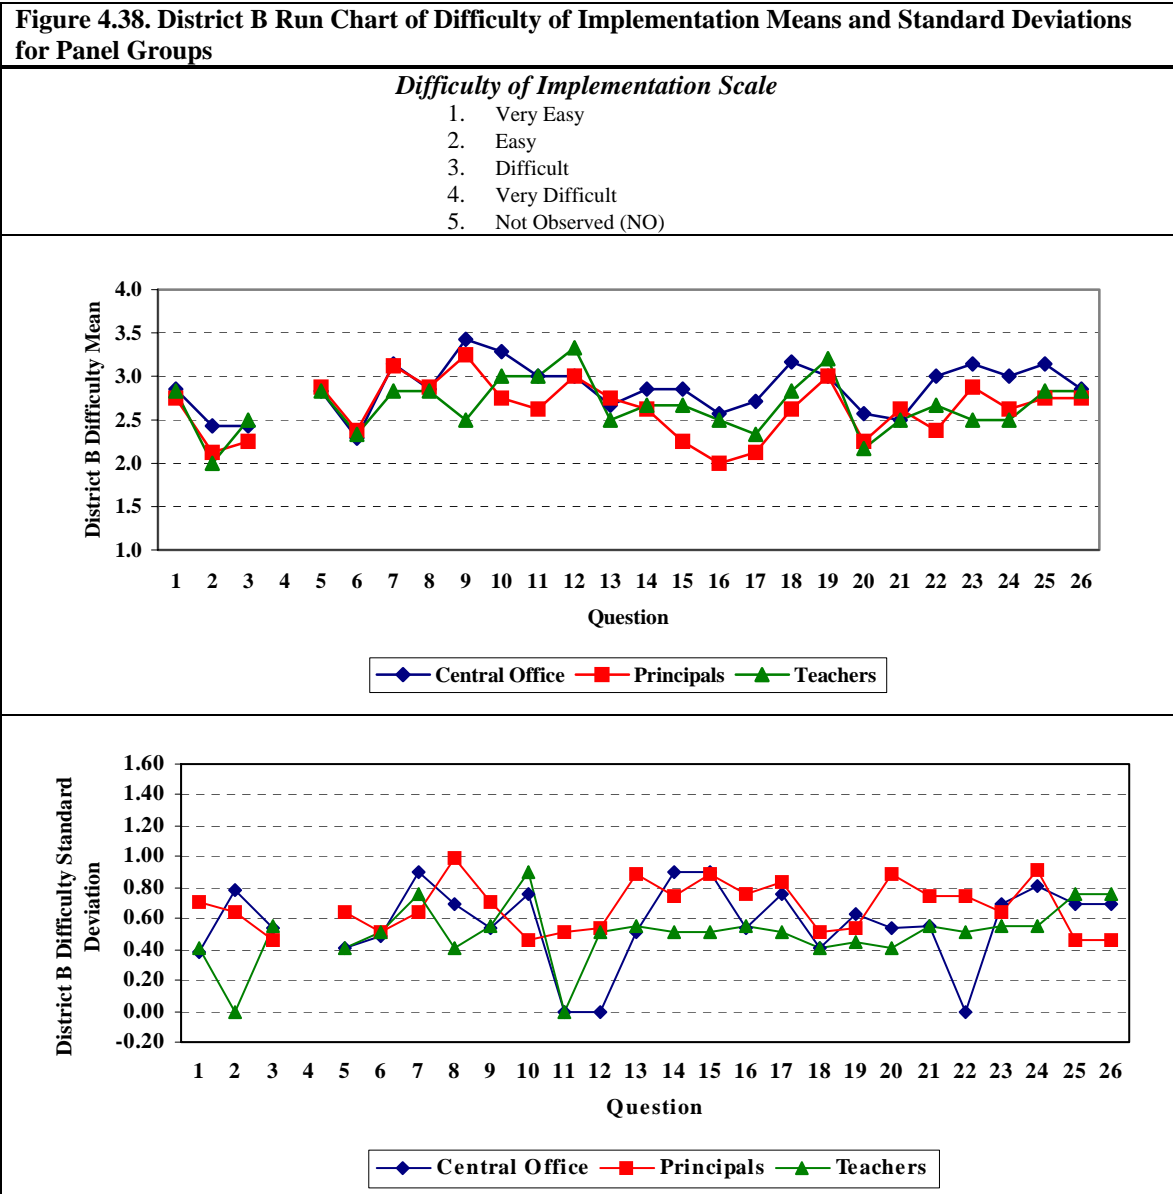 Figure 4.38. District B Run Chart of Difficulty of Implementation Means and Standard Deviations
for Panel Groups
Difficulty of Implementation Scale
1. Very Easy
2. Easy
3. Difficult
4. Very Difficult
5. Not Observed (NO)
District B Difficulty Mean
4.0
3.5
3.0
2.5
2.0
1.5
1.0
1 2 3 4 5 6 7 8 9 10 11 12 13 14 15 16 17 18 19 20 21 22 23 24 25 26
Question
Central Office Principals Teachers
District B Difficulty Standard
Deviation
1.60
1.40
1.20
1.00
0.80
0.60
0.40
0.20
0.00
-0.20
1 2 3 4 5 6 7 8 9 10 11 12 13 14 15 16 17 18 19 20 21 22 23 24 25 26
Question
Central Office Principals Teachers